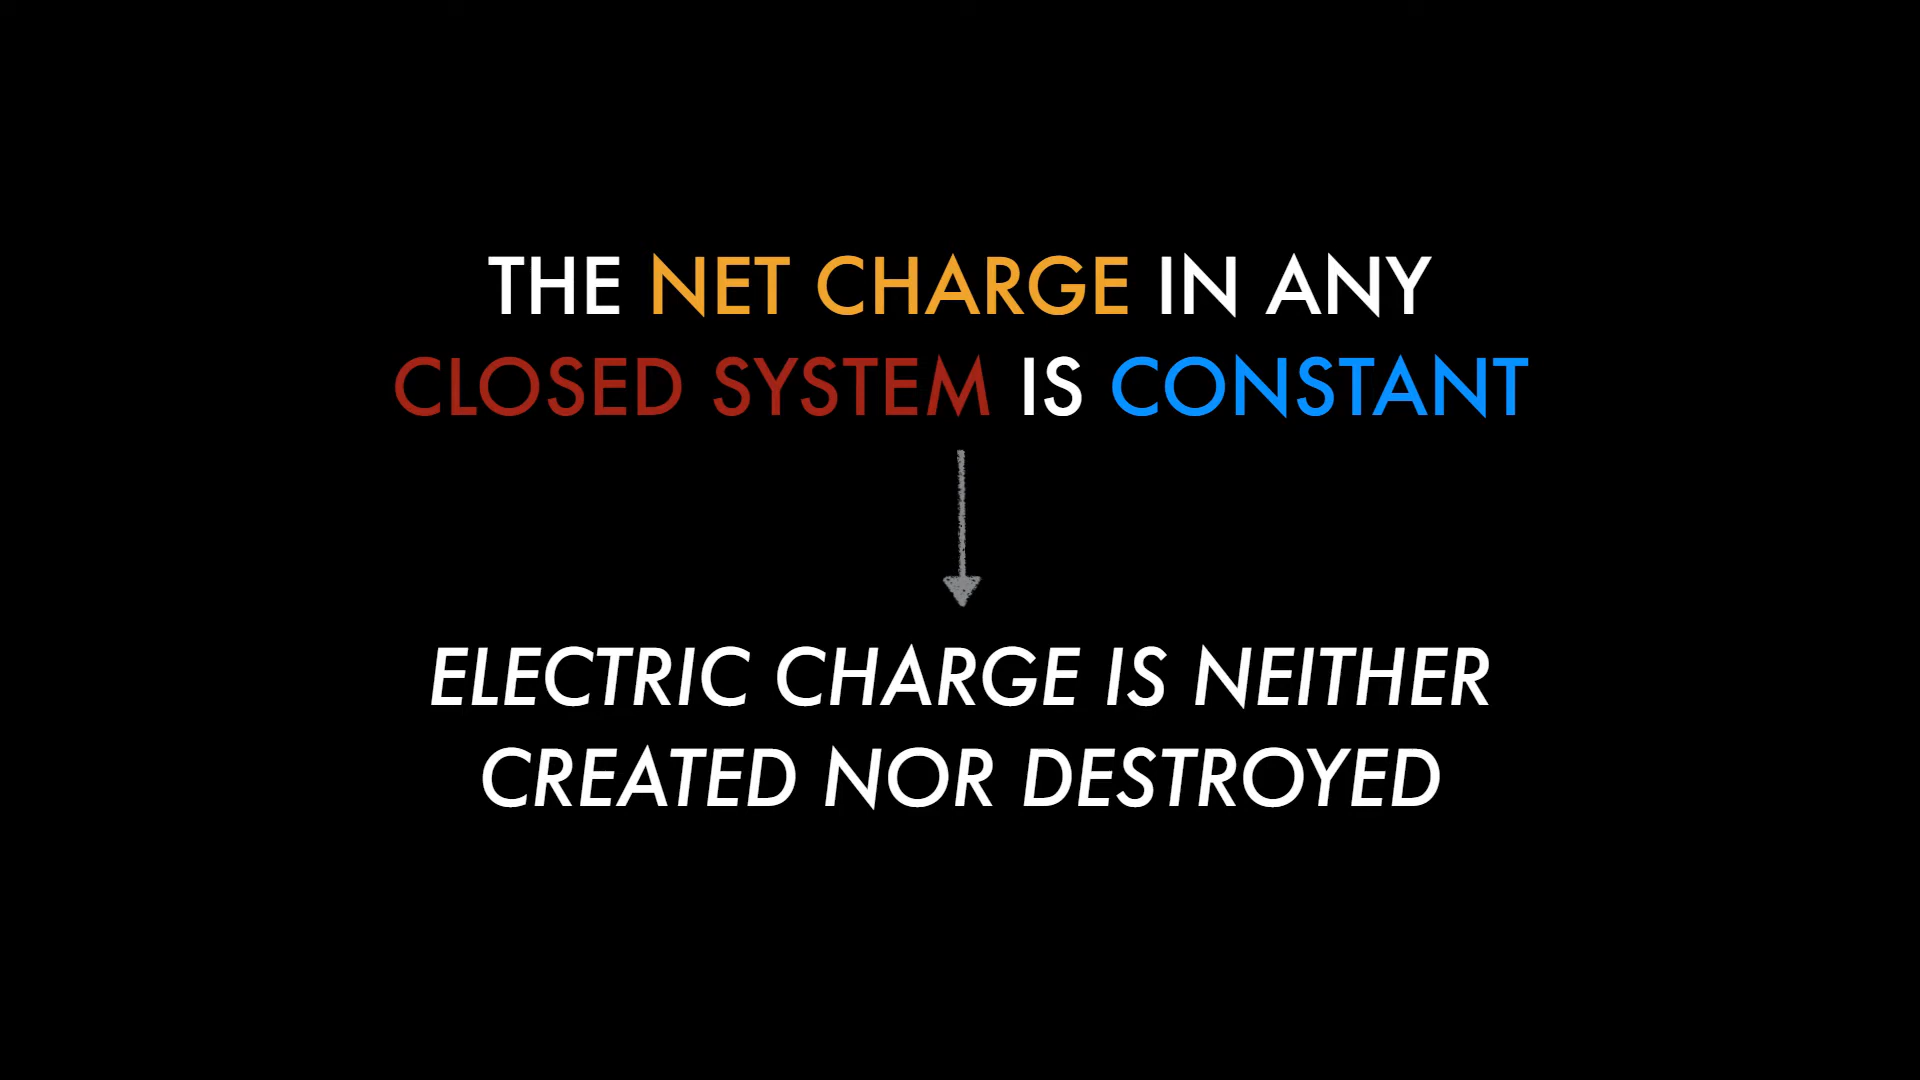 THE NET CHARGE IN ANY
CLOSED SYSTEM IS CONSTANT
ELECTRIC CHARGE IS NEITHER
CREATED NOR DESTROYED